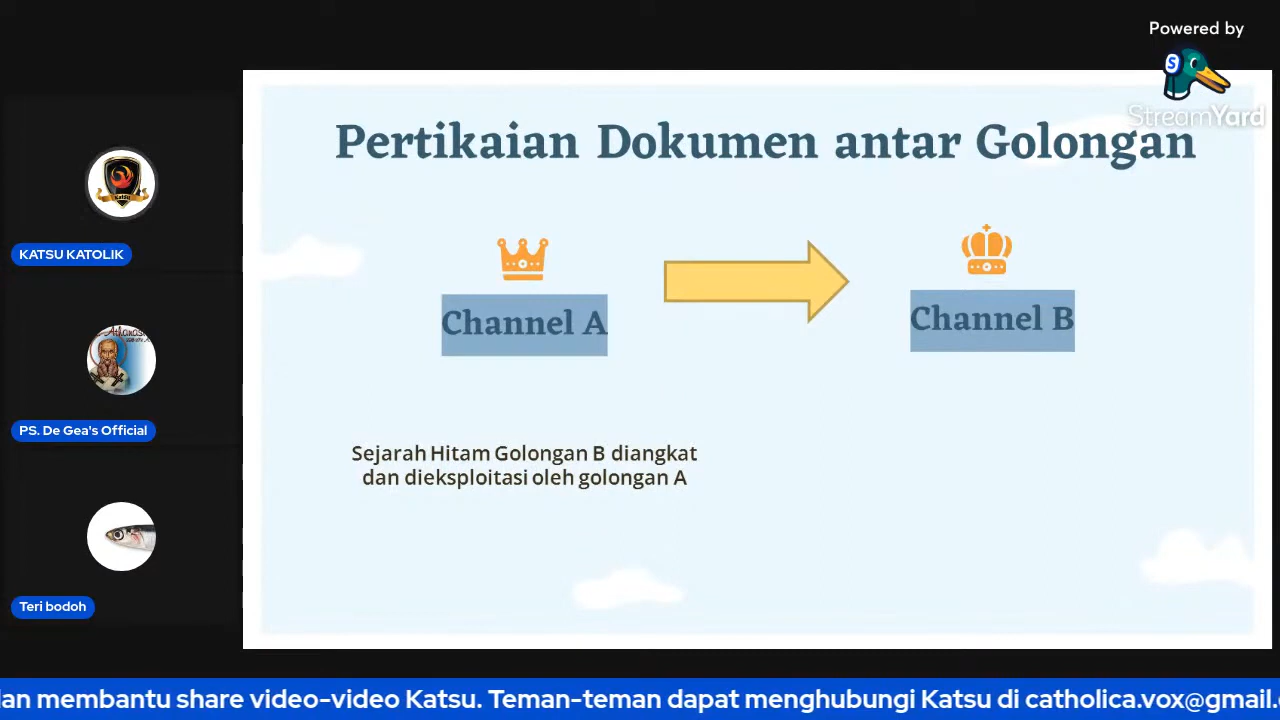 Powered by
StreamYard
Pertikaian Dokumen antar Golongan
Channel A
Channel B
Sejarah Hitam Golongan B diangkat
dan dieksploitasi oleh golongan A
KATSU KATOLIK
PS. De Gea's Official
Teri bodoh
membantu share video-video Katsu. Teman-teman dapat menghubungi Katsu di catholica.vox@gmail.